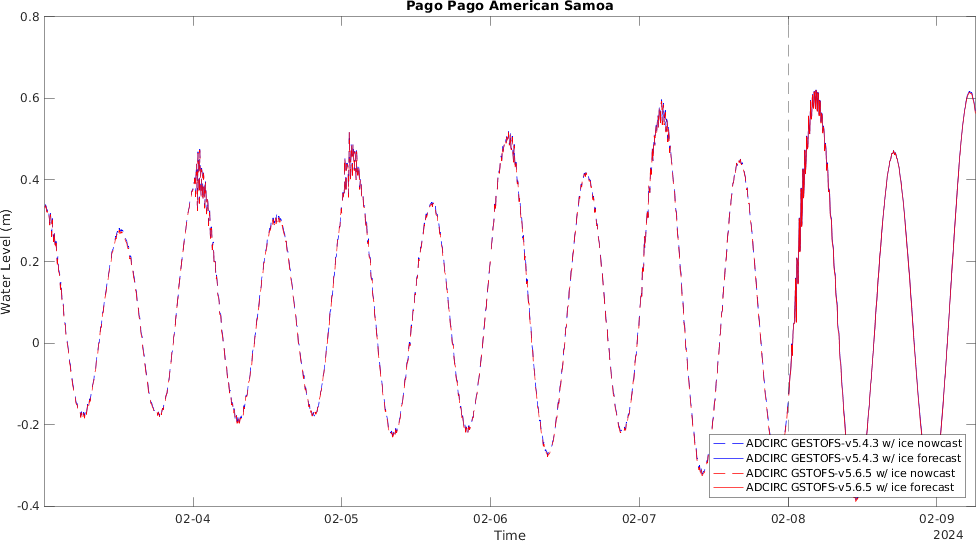 Pago Pago American Samoa
0.8
0.6
0.4
0.2
0
-0.2
-0.4
Water Level (m)
ADCIRC GESTOFS-v5.4.3 w/ ice nowcast
ADCIRC GESTOFS-v5.4.3 w/ ice forecast
ADCIRC GSTOFS-v5.6.5 w/ ice nowcast
ADCIRC GSTOFS-v5.6.5 w/ ice forecast
02-04 02-05 02-06 02-07 02-08 02-09
Time
2024